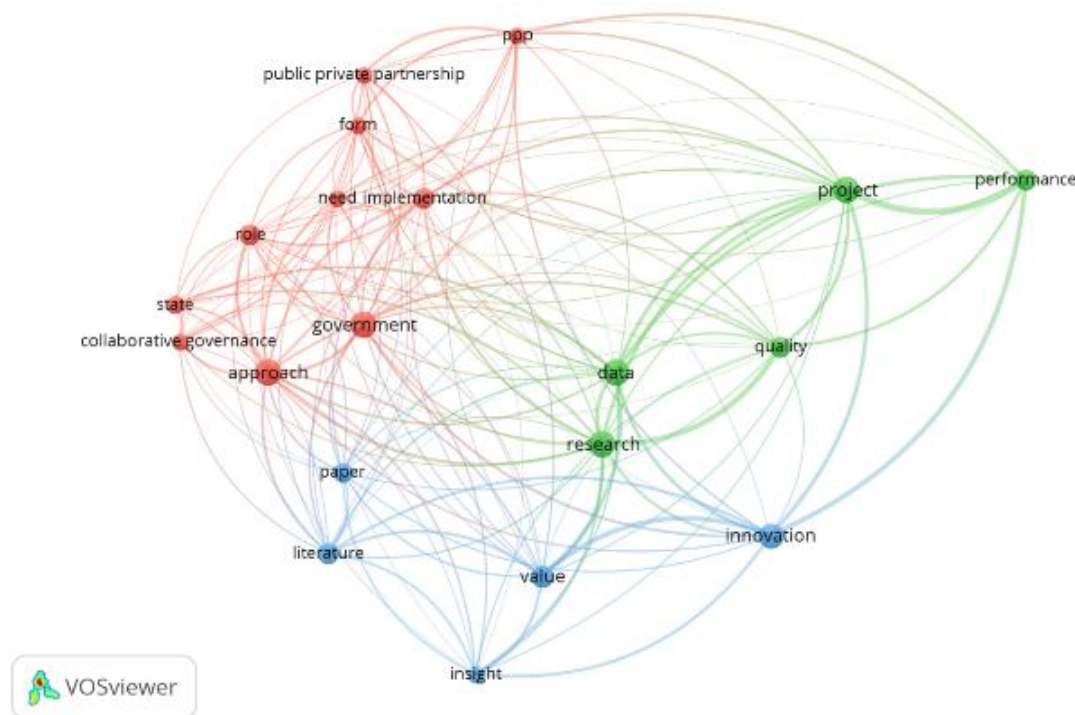 ppp
public private partnership
form
need implementation
project
performance
role
state
government
collaborative governance
quality
approach
data
research
paper
innovation
literature
value
insight
VOSviewer